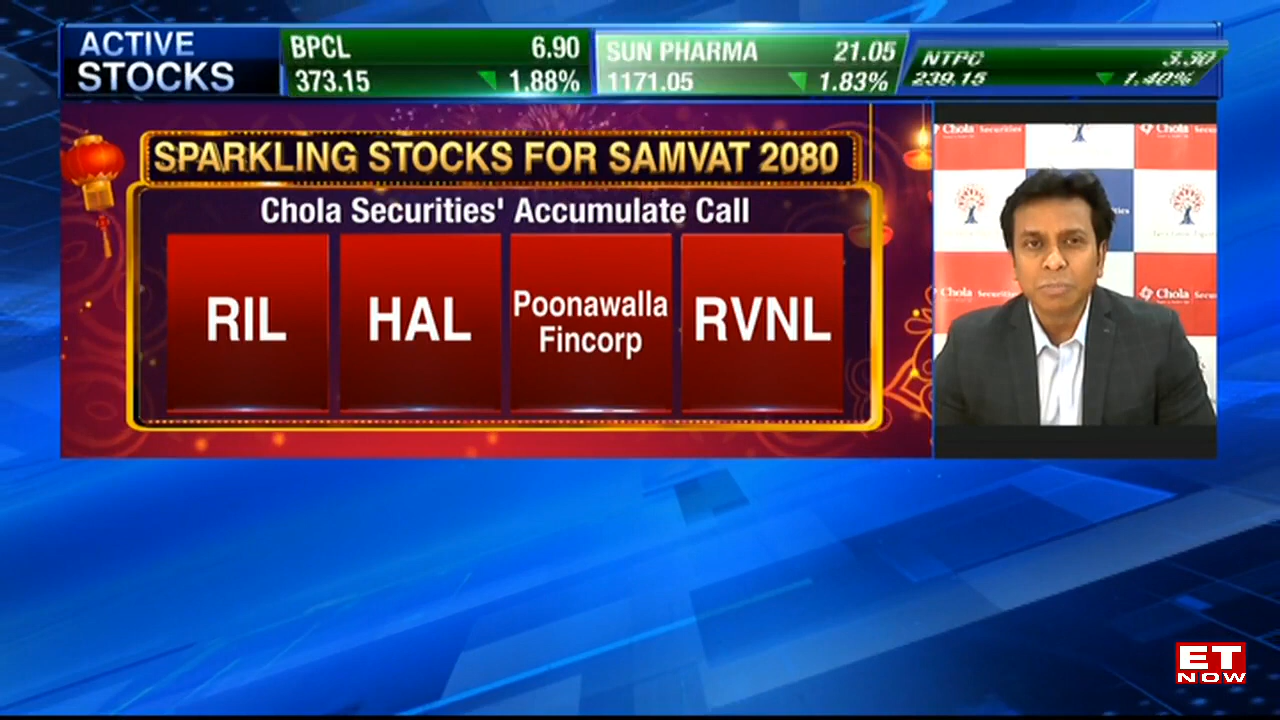 ACTIVE
STOCKS
BPCL 6.90
373.15 1.88%
SUN PHARMA 21.05
1171.05 1.83%
NTPC 3.30
239.15 1.40%
SPARKLING STOCKS FOR SAMVAT 2080
Chola Securities' Accumulate Call
RIL
HAL
Poonawalla
Fincorp
RVNL
Chola Securities
Chola
Chola Securities
Chola
ET
NOW